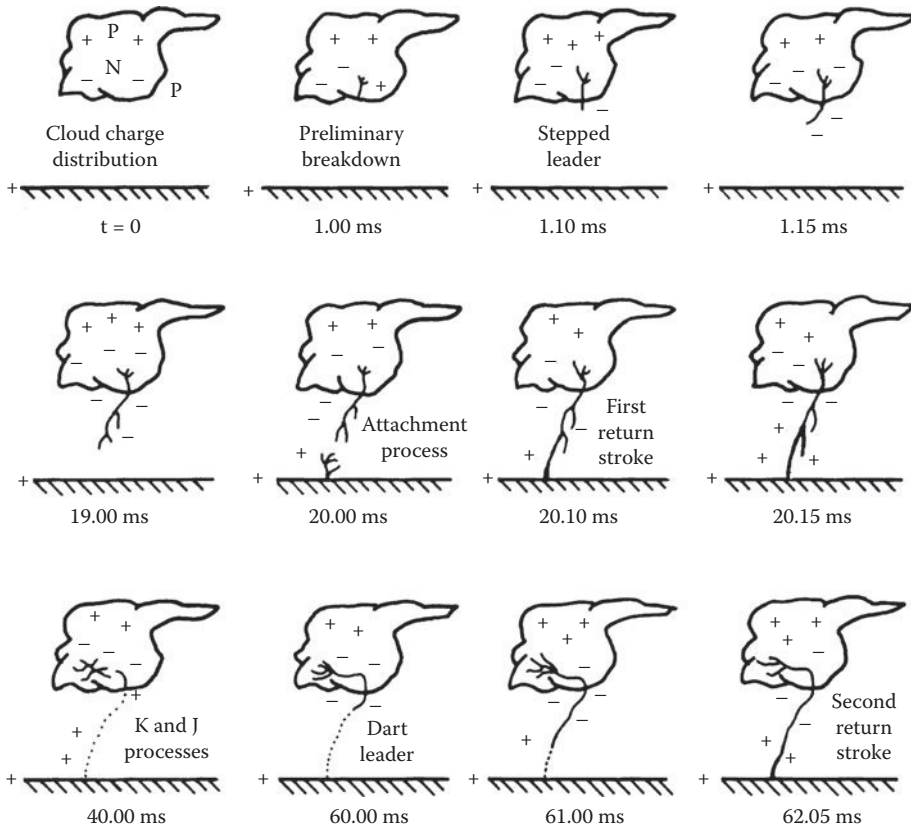 P
+ +
N
− −
P
Cloud charge
distribution
+
t = 0
+ +
−
− − +
Preliminary
breakdown
+
1.00 ms
+ + +
− −
− −
−
Stepped
leader
+
1.10 ms
+ +
− −
− −
−
−
+
1.15 ms
+ + +
− − −
−
− −
−
+
19.00 ms
+ +
− −
−
−
−
Attachment
process
+
+
20.00 ms
+
+
− −
−
−
−
First
return
stroke
+
+
20.10 ms
+
+
− −
−
−
+ +
+
20.15 ms
+ +
−
− −
+
+
+
K and J
processes
+
40.00 ms
+ +
− −
−
− −
Dart
leader
+
60.00 ms
+ +
+
− −
−
− −
−
+
+
61.00 ms
+ +
+
− −
−
−
−
+ +
Second
return
stroke
+
62.05 ms